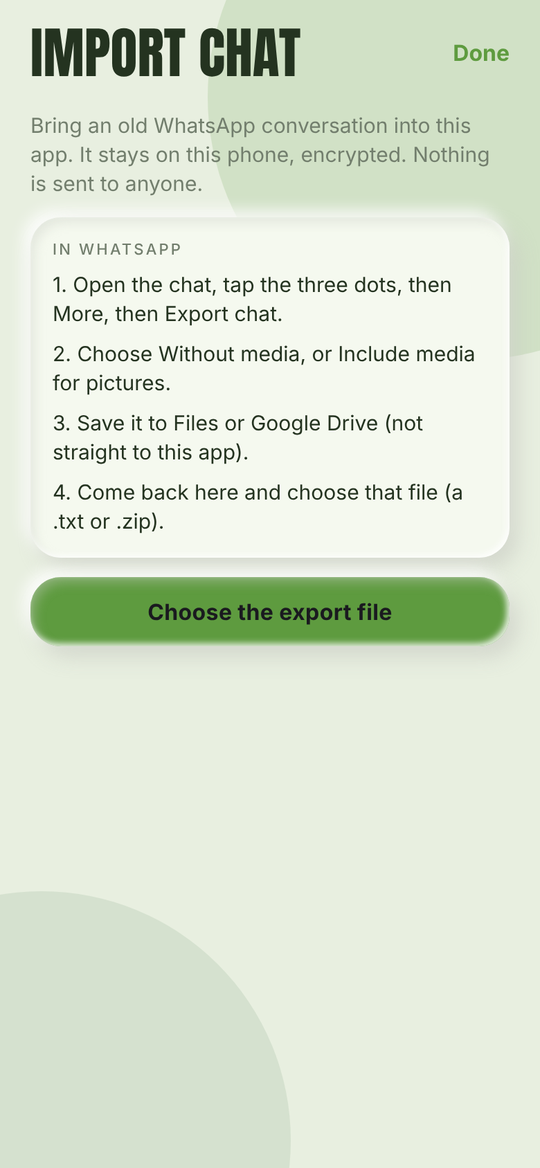 IMPORT CHAT
Done
Bring an old WhatsApp conversation into this
app. It stays on this phone, encrypted. Nothing
is sent to anyone.
IN WHATSAPP
1. Open the chat, tap the three dots, then
More, then Export chat.
2. Choose Without media, or Include media
for pictures.
3. Save it to Files or Google Drive (not
straight to this app).
4. Come back here and choose that file (a
.txt or .zip).
Choose the export file